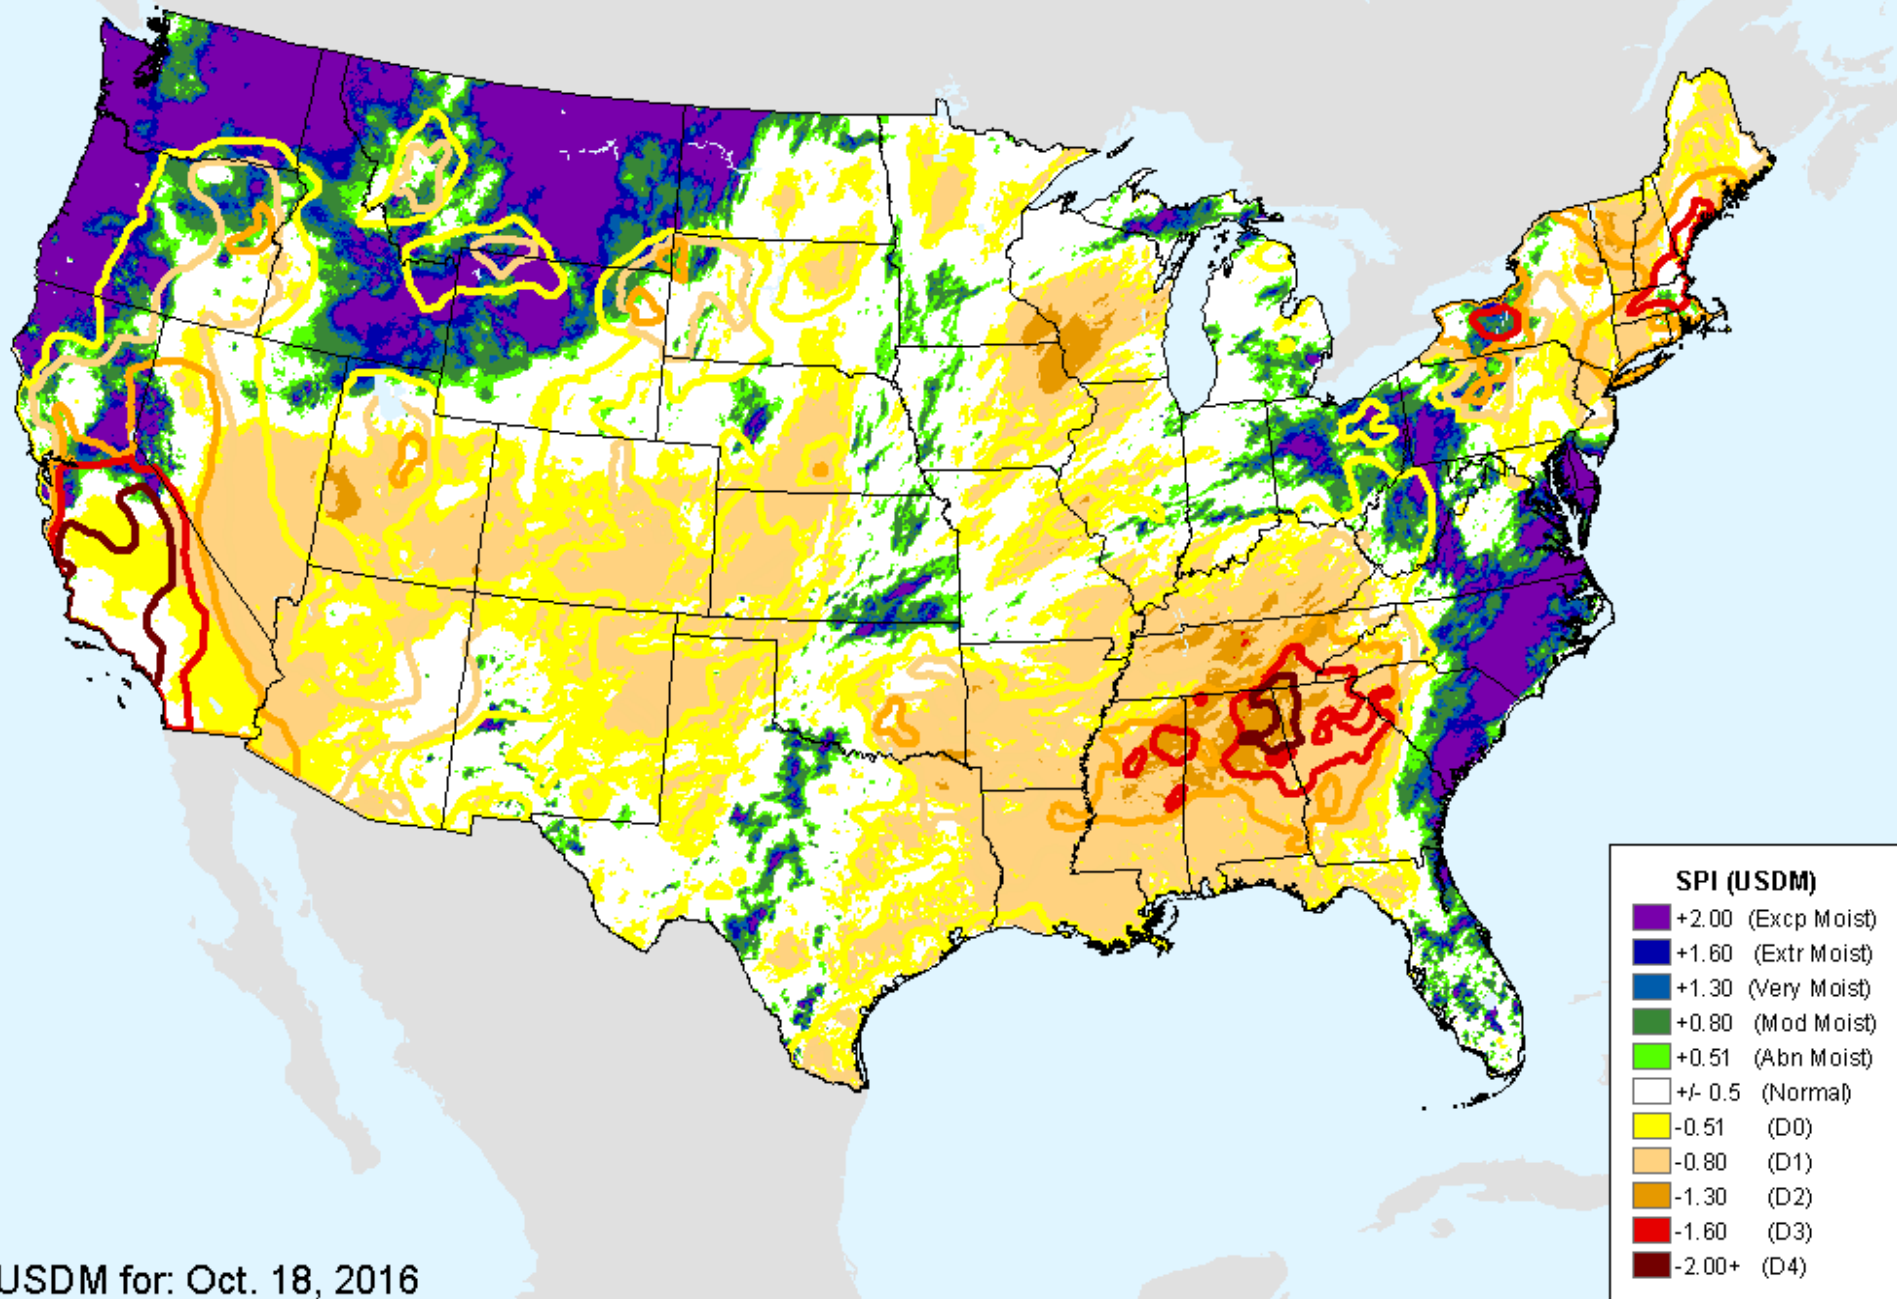 SPI (USDM)
+2.00 (Excp Moist)
+1.60 (Extr Moist)
+1.30 (Very Moist)
+0.80 (Mod Moist)
+0.51 (Abn Moist)
+/- 0.5 (Normal)
-0.51 (D0)
-0.80 (D1)
-1.30 (D2)
-1.60 (D3)
-2.00+ (D4)
USDM for: Oct. 18, 2016